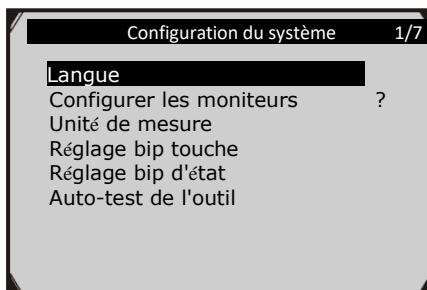 Configuration du système 1/7
Langue
Configurer les moniteurs ?
Unité de mesure
Réglage bip touche
Réglage bip d'état
Auto-test de l'outil